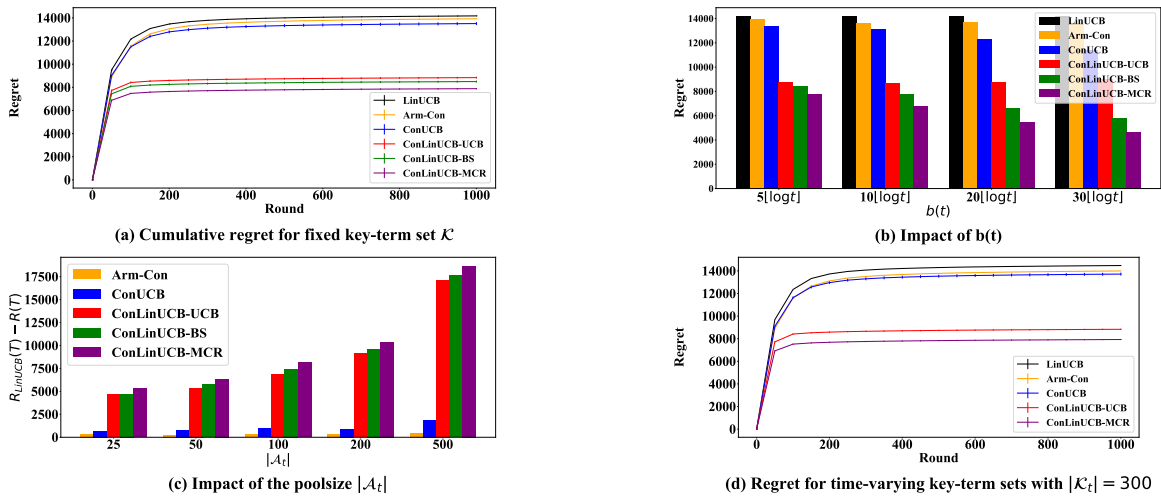 14000
12000
10000
8000
6000
4000
2000
0
Regret
LinUCB
Arm-Con
ConUCB
ConLinUCB-UCB
ConLinUCB-BS
ConLinUCB-MCR
0 200 400 600 800 1000
Round
(a) Cumulative regret for fixed key-term set 𝒦
14000
12000
10000
8000
6000
4000
2000
0
Regret
LinUCB
Arm-Con
ConUCB
ConLinUCB-UCB
ConLinUCB-BS
ConLinUCB-MCR
5⌊logt⌋ 10⌊logt⌋ 20⌊logt⌋ 30⌊logt⌋
b(t)
(b) Impact of b(t)
17500
15000
12500
10000
7500
5000
2500
0
R_{LinUCB}(T) − R(T)
Arm-Con
ConUCB
ConLinUCB-UCB
ConLinUCB-BS
ConLinUCB-MCR
25 50 100 200 500
|𝒜_t|
(c) Impact of the poolsize |𝒜_t|
14000
12000
10000
8000
6000
4000
2000
0
Regret
LinUCB
Arm-Con
ConUCB
ConLinUCB-UCB
ConLinUCB-MCR
0 200 400 600 800 1000
Round
(d) Regret for time-varying key-term sets with |𝒦_t| = 300